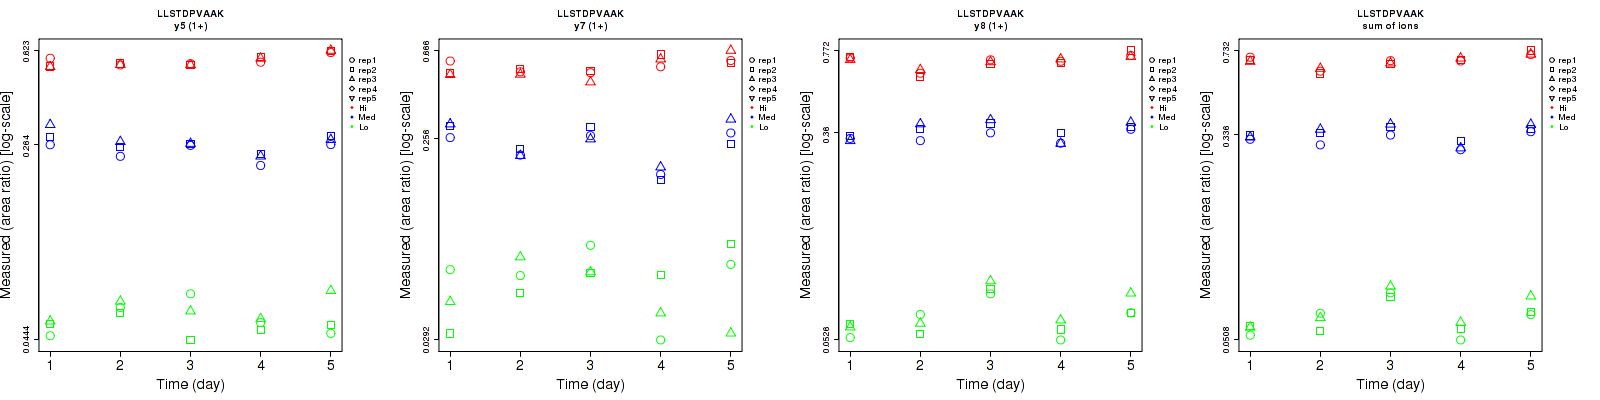 LLSTDPVAAK
y5 (1+)
0.623
0.264
0.0444
Measured (area ratio) [log-scale]
1 2 3 4 5
Time (day)
rep1
rep2
rep3
rep4
rep5
Hi
Med
Lo
LLSTDPVAAK
y7 (1+)
0.666
0.256
0.0292
Measured (area ratio) [log-scale]
1 2 3 4 5
Time (day)
rep1
rep2
rep3
rep4
rep5
Hi
Med
Lo
LLSTDPVAAK
y8 (1+)
0.772
0.36
0.0526
Measured (area ratio) [log-scale]
1 2 3 4 5
Time (day)
rep1
rep2
rep3
rep4
rep5
Hi
Med
Lo
LLSTDPVAAK
sum of ions
0.732
0.336
0.0508
Measured (area ratio) [log-scale]
1 2 3 4 5
Time (day)
rep1
rep2
rep3
rep4
rep5
Hi
Med
Lo